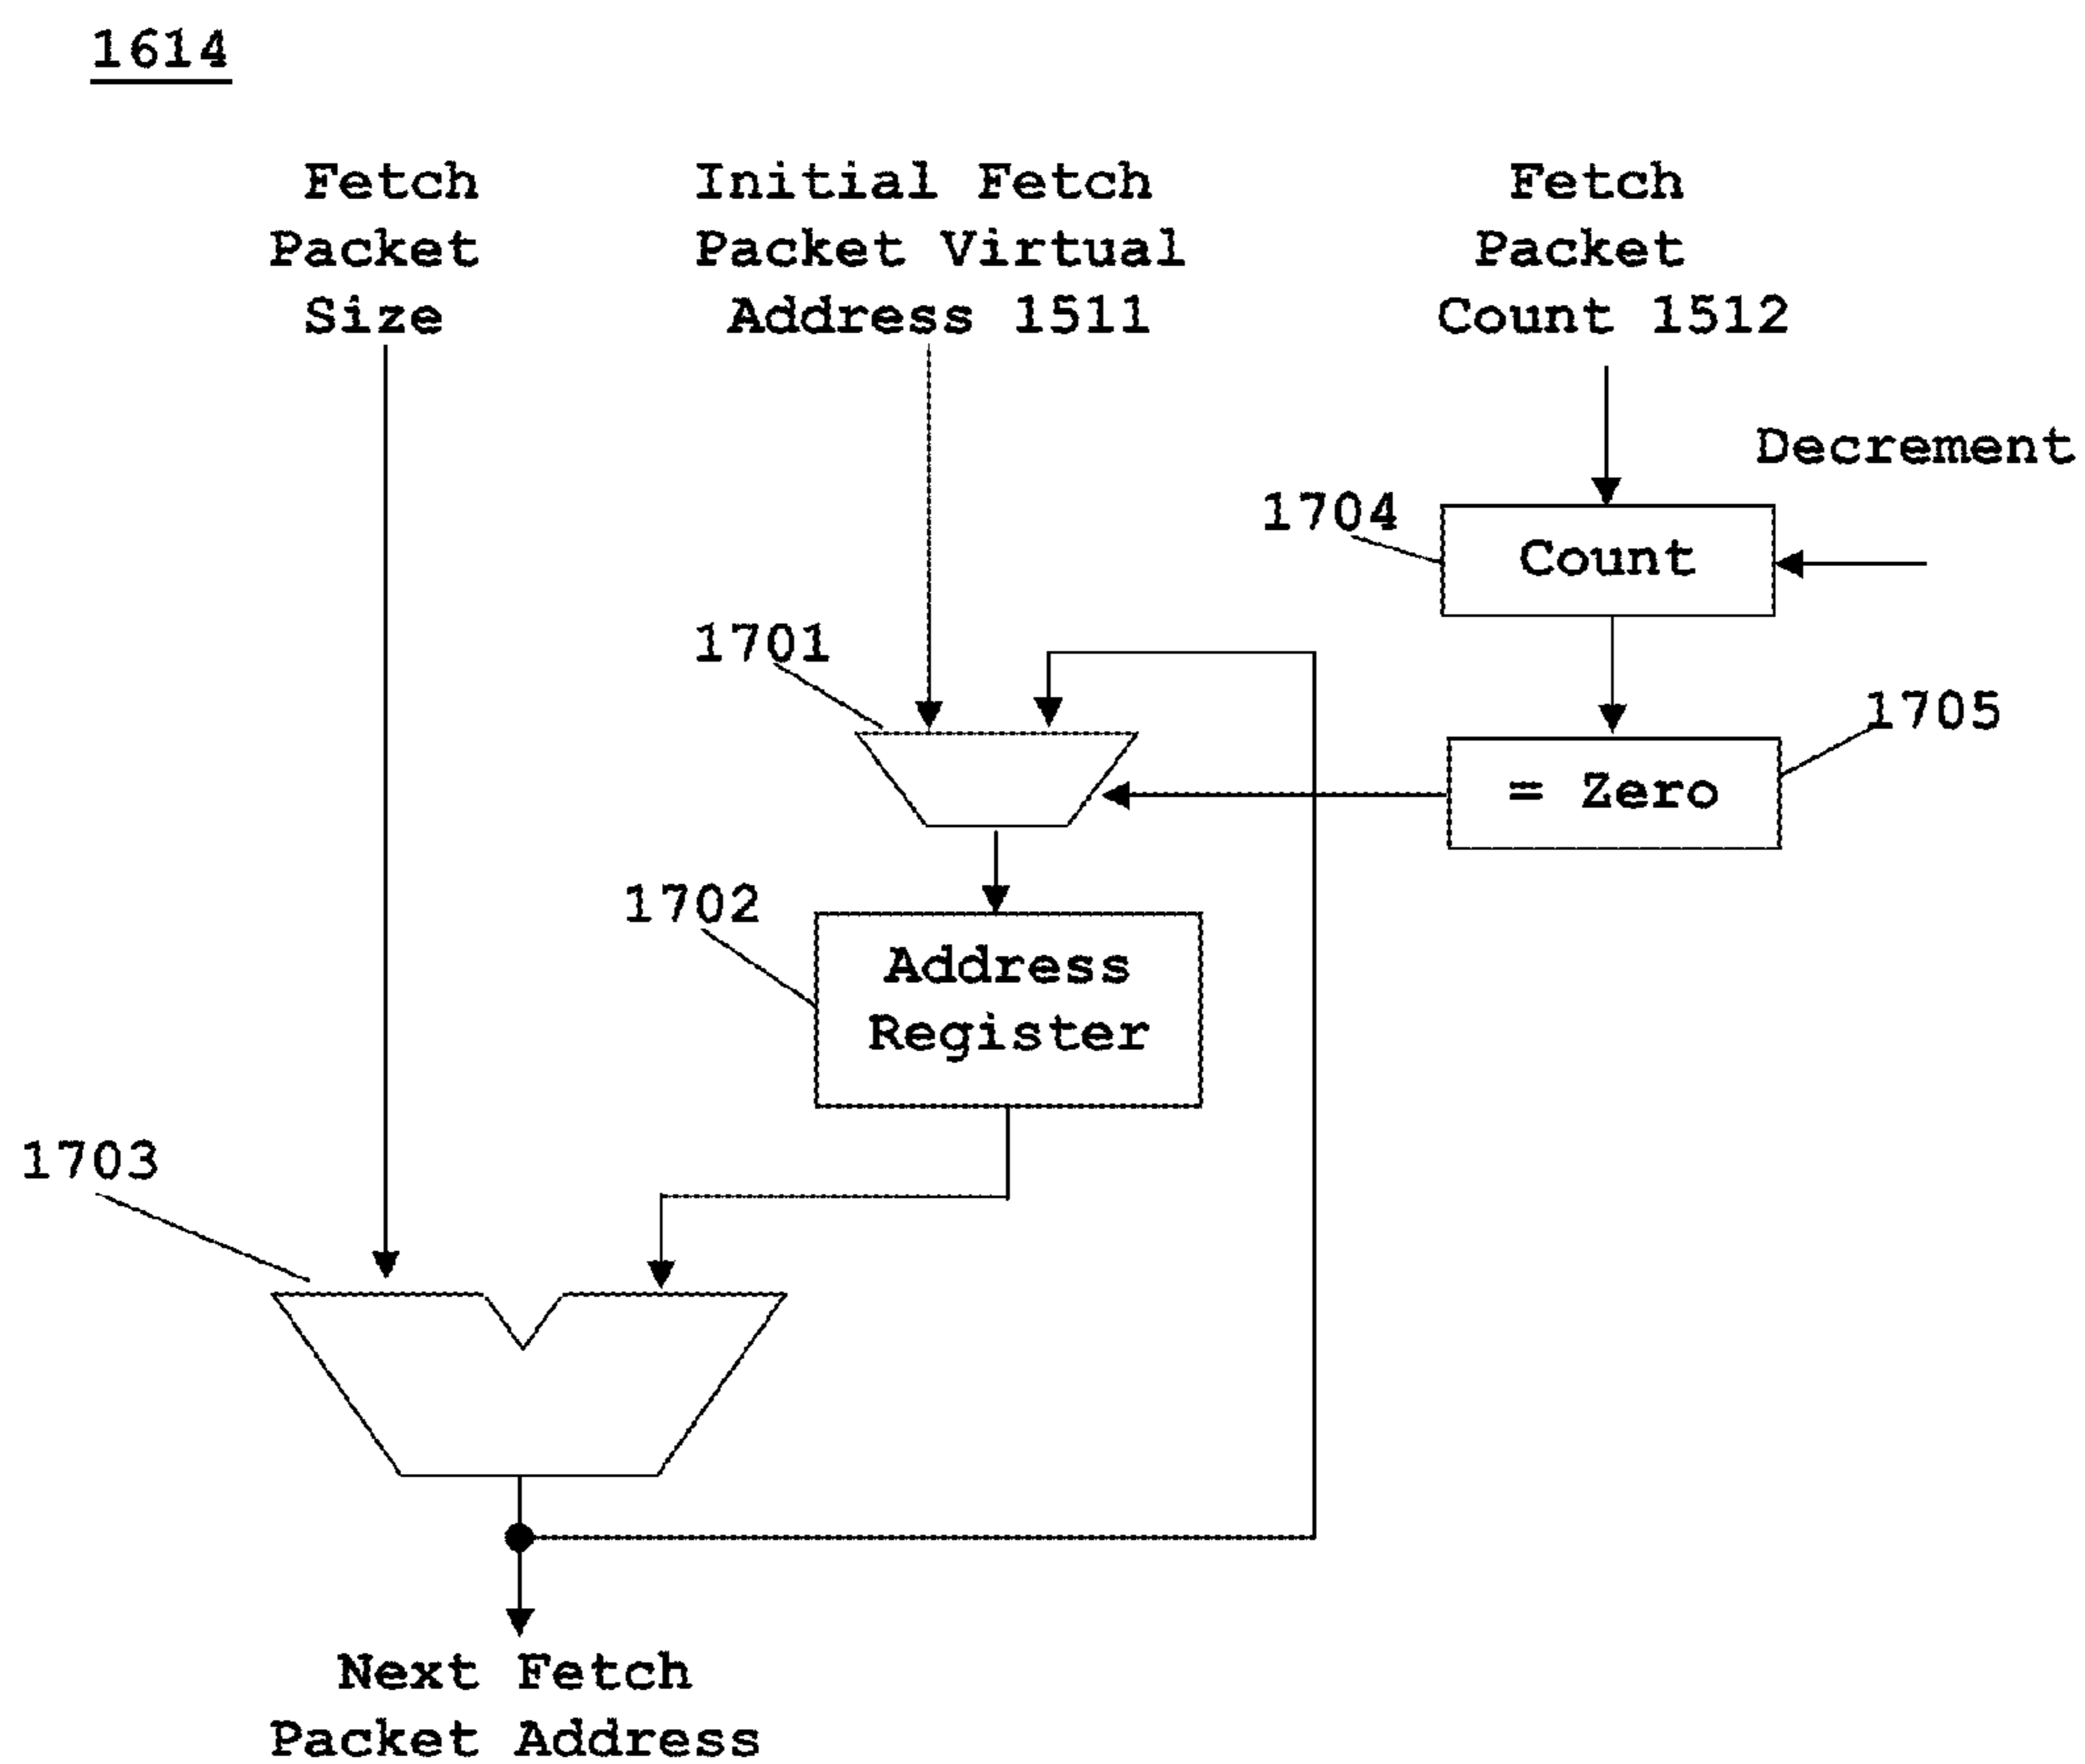 1614
Fetch
Packet
Size
Initial Fetch
Packet Virtual
Address 1511
Fetch
Packet
Count 1512
Decrement
1704
Count
1701
1705
= Zero
1702
Address
Register
1703
Next Fetch
Packet Address